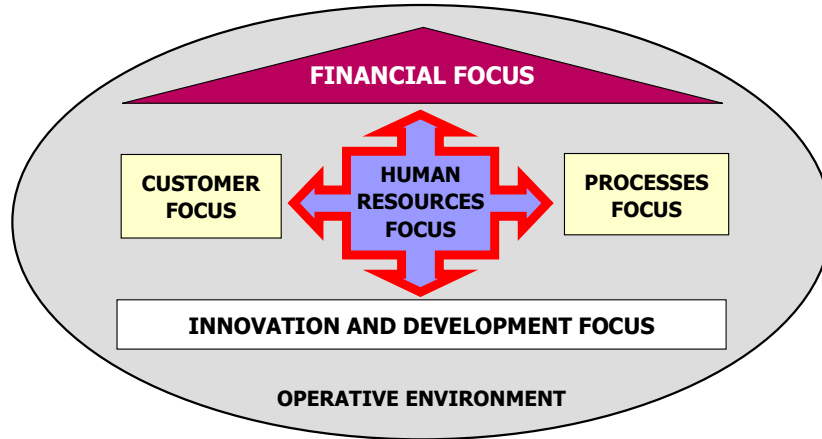 FINANCIAL FOCUS
CUSTOMER
FOCUS
HUMAN
RESOURCES
FOCUS
PROCESSES
FOCUS
INNOVATION AND DEVELOPMENT FOCUS
OPERATIVE ENVIRONMENT